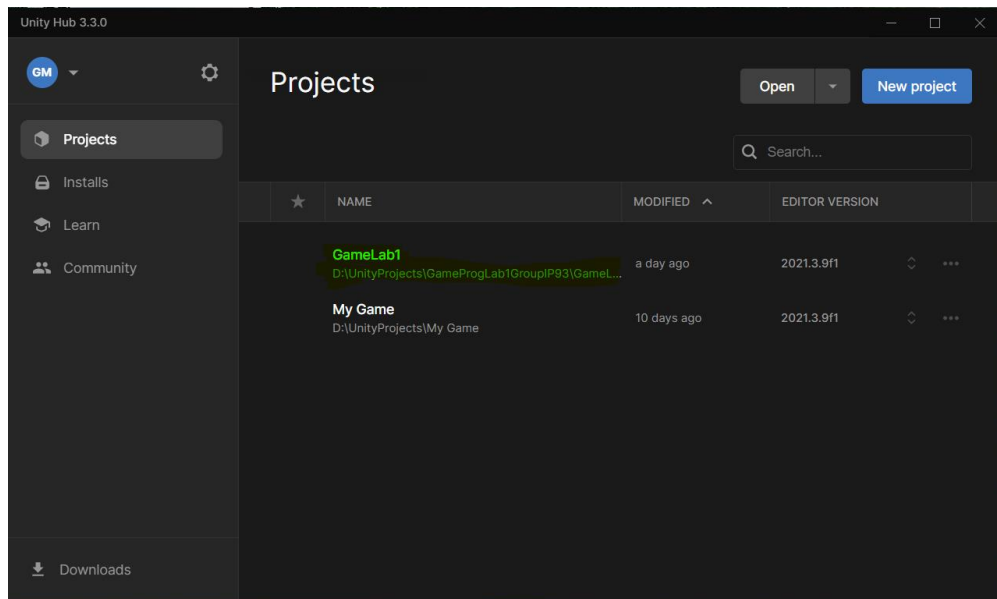 Unity Hub 3.3.0
GM
Projects
Open
New project
Projects
Search...
Installs
Learn
Community
NAME
MODIFIED
EDITOR VERSION
GameLab1
a day ago
2021.3.9f1
D:\UnityProjects\GameProgLab1GroupIP93\GameL...
My Game
10 days ago
2021.3.9f1
D:\UnityProjects\My Game
Downloads